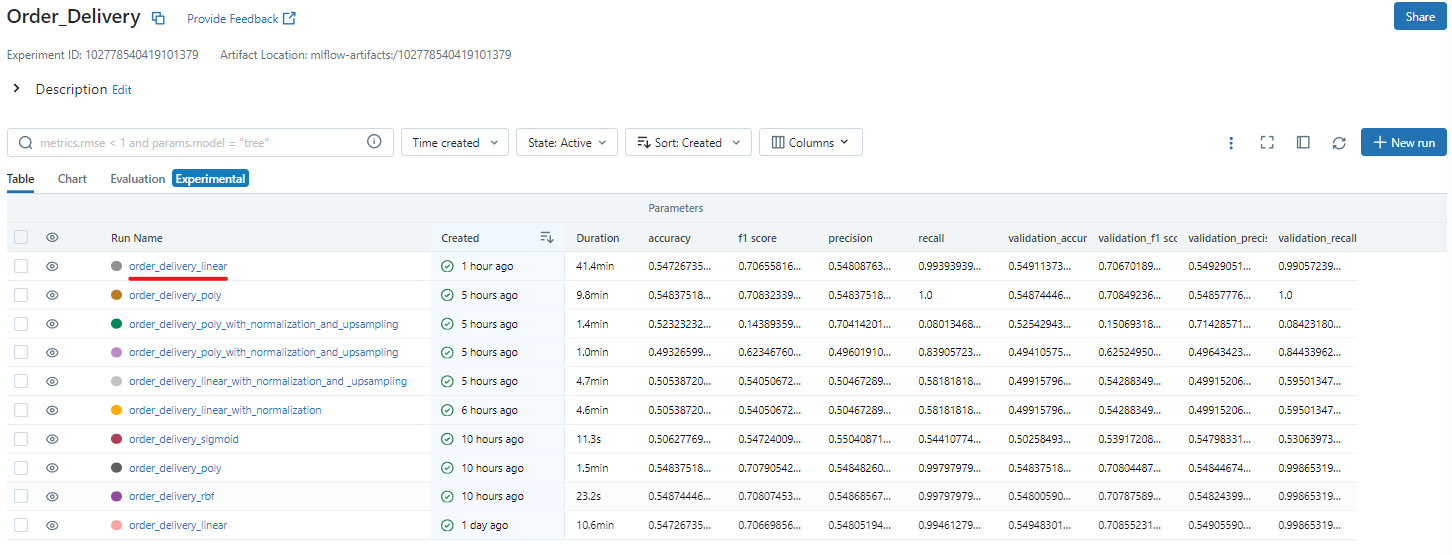 Order_Delivery Provide Feedback Share
Experiment ID: 102778540419101379 Artifact Location: mlflow-artifacts:/102778540419101379
Description Edit
metrics.rmse < 1 and params.model = "tree" Time created State: Active Sort: Created Columns New run
Table Chart Evaluation Experimental
Parameters
Run Name Created Duration accuracy f1 score precision recall validation_accur validation_f1 scc validation_precis validation_recall
order_delivery_linear 1 hour ago 41.4min 0.54726735... 0.70655816... 0.54808763... 0.99393939... 0.54911373... 0.70670189... 0.54929051... 0.99057239...
order_delivery_poly 5 hours ago 9.8min 0.54837518... 0.70832339... 0.54837518... 1.0 0.54874446... 0.70849236... 0.54857776... 1.0
order_delivery_poly_with_normalization_and_upsampling 5 hours ago 1.4min 0.52323232... 0.14389359... 0.70414201... 0.08013468... 0.52542943... 0.15069318... 0.71428571... 0.08423180...
order_delivery_poly_with_normalization_and_upsampling 5 hours ago 1.0min 0.49326599... 0.62346760... 0.49601910... 0.83905723... 0.49410575... 0.62524950... 0.49643423... 0.84433962...
order_delivery_linear_with_normalization_and _upsampling 5 hours ago 4.7min 0.50538720... 0.54050672... 0.50467289... 0.58181818... 0.49915796... 0.54288349... 0.49915206... 0.59501347...
order_delivery_linear_with_normalization 6 hours ago 4.6min 0.50538720... 0.54050672... 0.50467289... 0.58181818... 0.49915796... 0.54288349... 0.49915206... 0.59501347...
order_delivery_sigmoid 10 hours ago 11.3s 0.50627769... 0.54724009... 0.55040871... 0.54410774... 0.50258493... 0.53917208... 0.54798331... 0.53063973...
order_delivery_poly 10 hours ago 1.5min 0.54837518... 0.70790542... 0.54848260... 0.99797979... 0.54837518... 0.70804487... 0.54844674... 0.99865319...
order_delivery_rbf 10 hours ago 23.2s 0.54874446... 0.70807453... 0.54868567... 0.99797979... 0.54800590... 0.70787589... 0.54824399... 0.99865319...
order_delivery_linear 1 day ago 10.6min 0.54726735... 0.70669856... 0.54805194... 0.99461279... 0.54948301... 0.70855231... 0.54905590... 0.99865319...